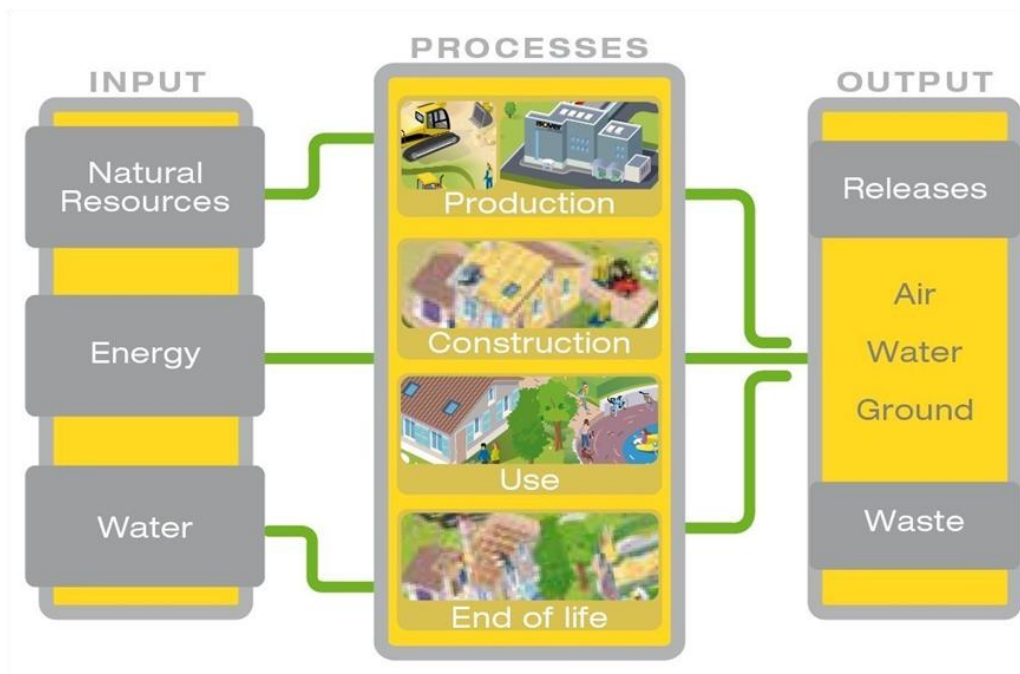 PROCESSES
INPUT
OUTPUT
Natural
Resources
Energy
Water
Production
Construction
Use
End of life
Releases
Air
Water
Ground
Waste